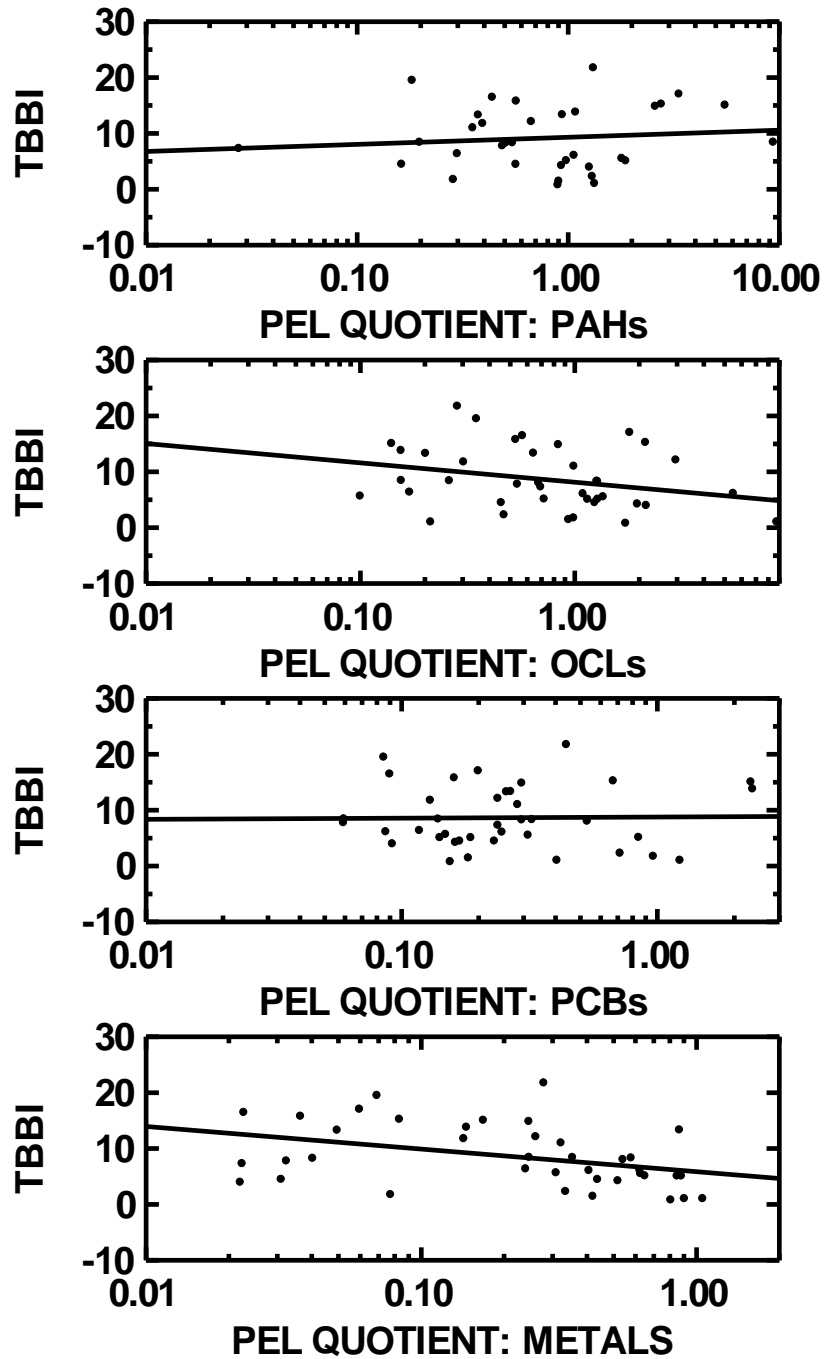 30
20
10
0
-10
TBBI
0.01 0.10 1.00 10.00
PEL QUOTIENT: PAHs
30
20
10
0
-10
TBBI
0.01 0.10 1.00
PEL QUOTIENT: OCLs
30
20
10
0
-10
TBBI
0.01 0.10 1.00
PEL QUOTIENT: PCBs
30
20
10
0
-10
TBBI
0.01 0.10 1.00
PEL QUOTIENT: METALS